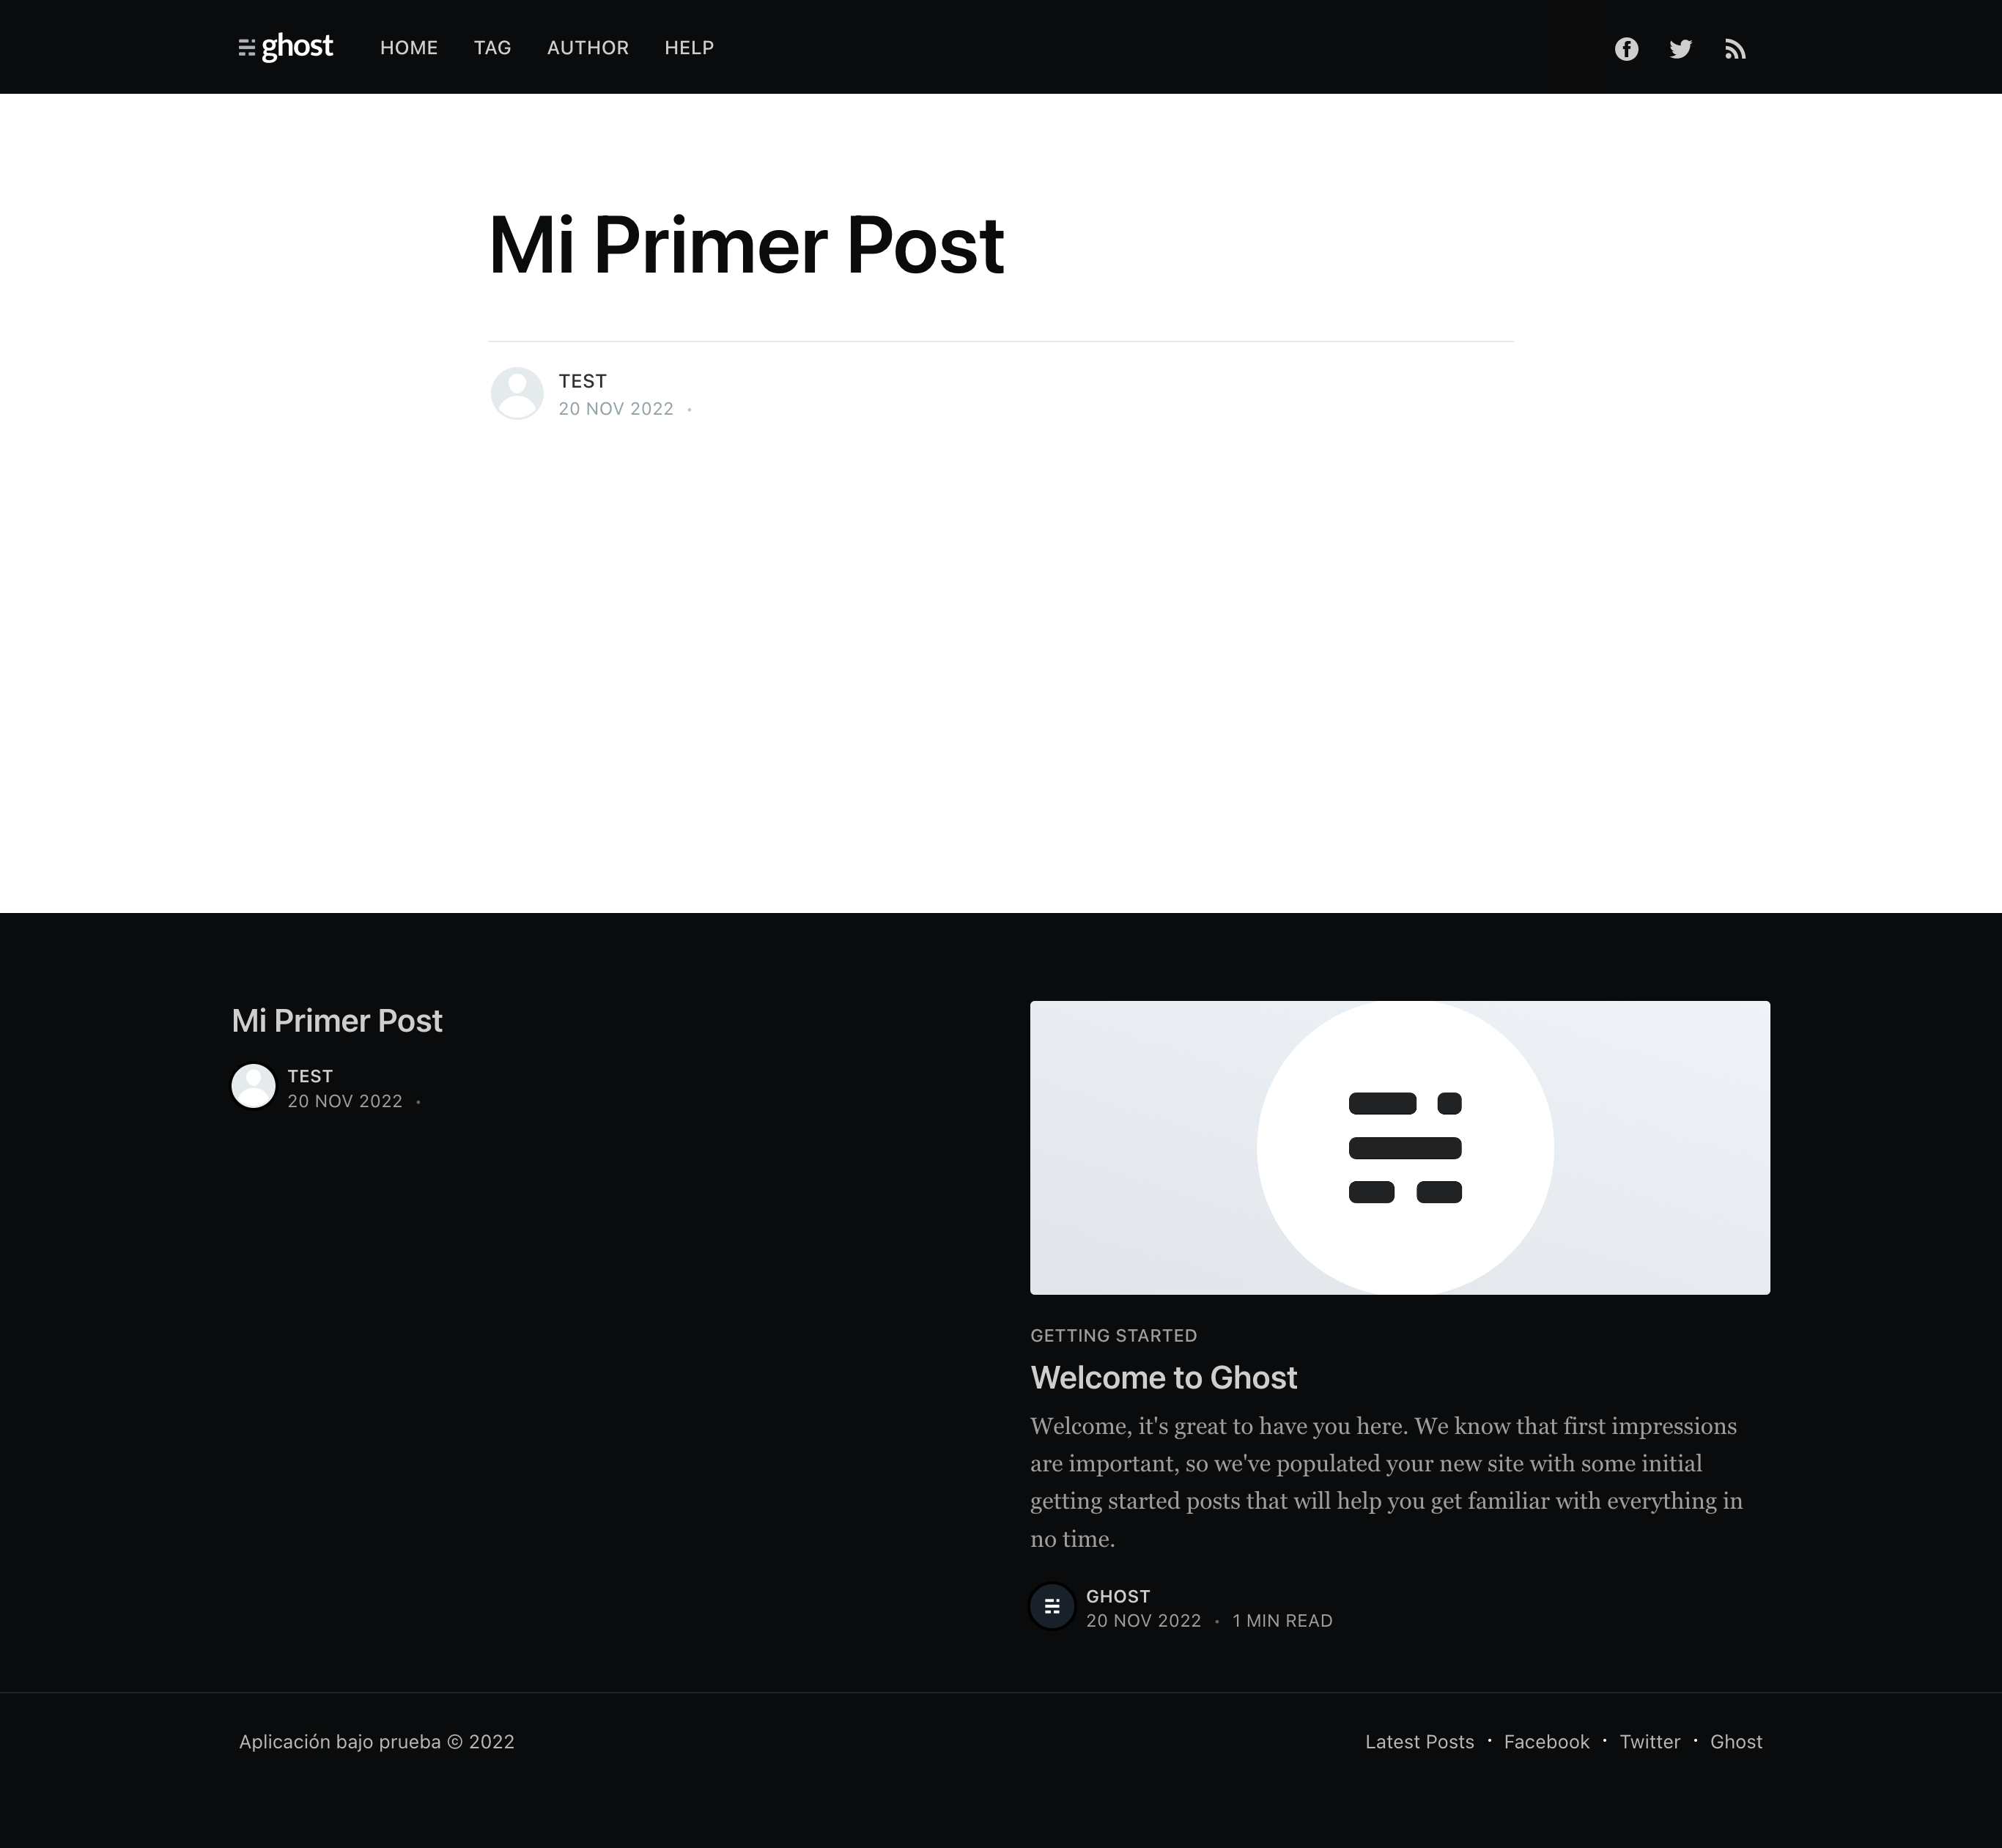 ghost HOME TAG AUTHOR HELP
Mi Primer Post
TEST
20 NOV 2022 •
Mi Primer Post
TEST
20 NOV 2022 •
GETTING STARTED
Welcome to Ghost
Welcome, it's great to have you here. We know that first impressions
are important, so we've populated your new site with some initial
getting started posts that will help you get familiar with everything in
no time.
GHOST
20 NOV 2022 • 1 MIN READ
Aplicación bajo prueba © 2022
Latest Posts • Facebook • Twitter • Ghost